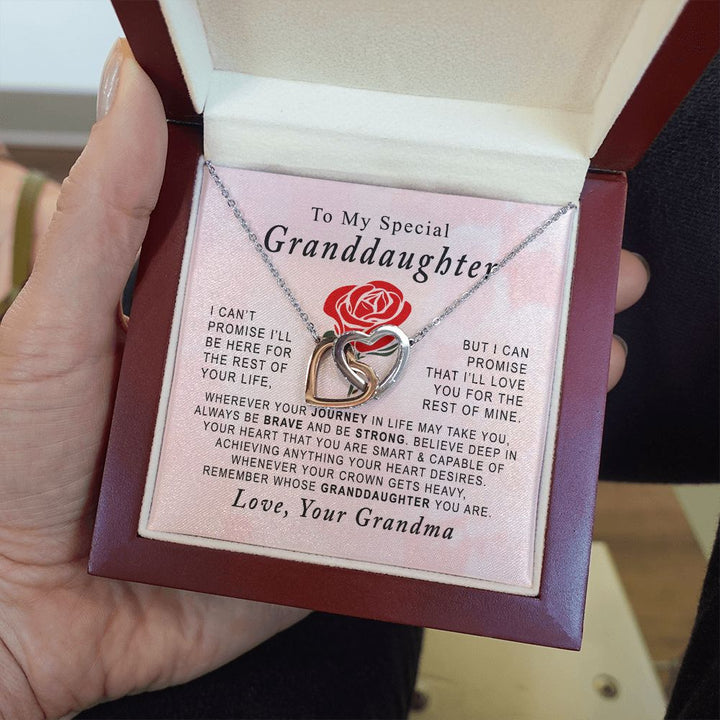 To My Special
Granddaughter
I CAN'T
PROMISE I'LL
BE HERE FOR
THE REST OF
YOUR LIFE,
BUT I CAN
PROMISE
THAT I'LL LOVE
YOU FOR THE
REST OF MINE.
WHEREVER YOUR JOURNEY IN LIFE MAY TAKE YOU,
ALWAYS BE BRAVE AND BE STRONG. BELIEVE DEEP IN
YOUR HEART THAT YOU ARE SMART & CAPABLE OF
ACHIEVING ANYTHING YOUR HEART DESIRES.
WHENEVER YOUR CROWN GETS HEAVY,
REMEMBER WHOSE GRANDDAUGHTER YOU ARE.
Love, Your Grandma